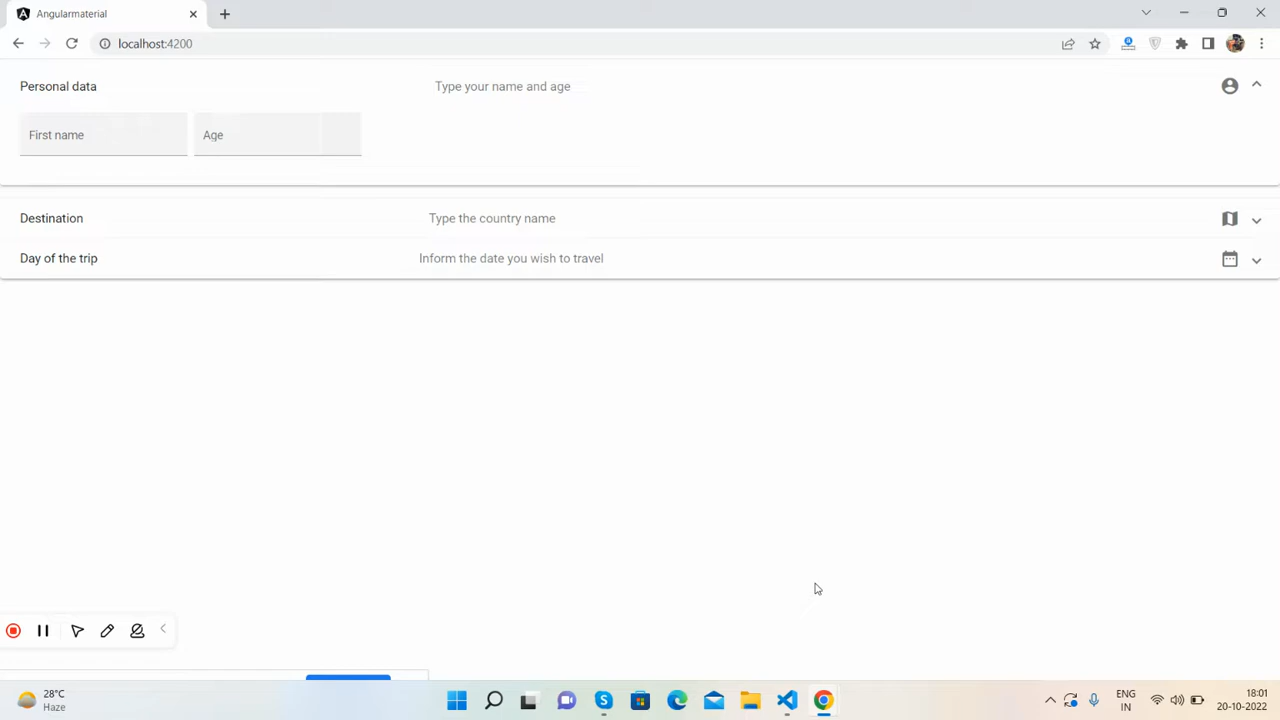 Angularmaterial
localhost:4200
Personal data Type your name and age
First name Age
Destination Type the country name
Day of the trip Inform the date you wish to travel
28°C
Haze
ENG
IN
18:01
20-10-2022